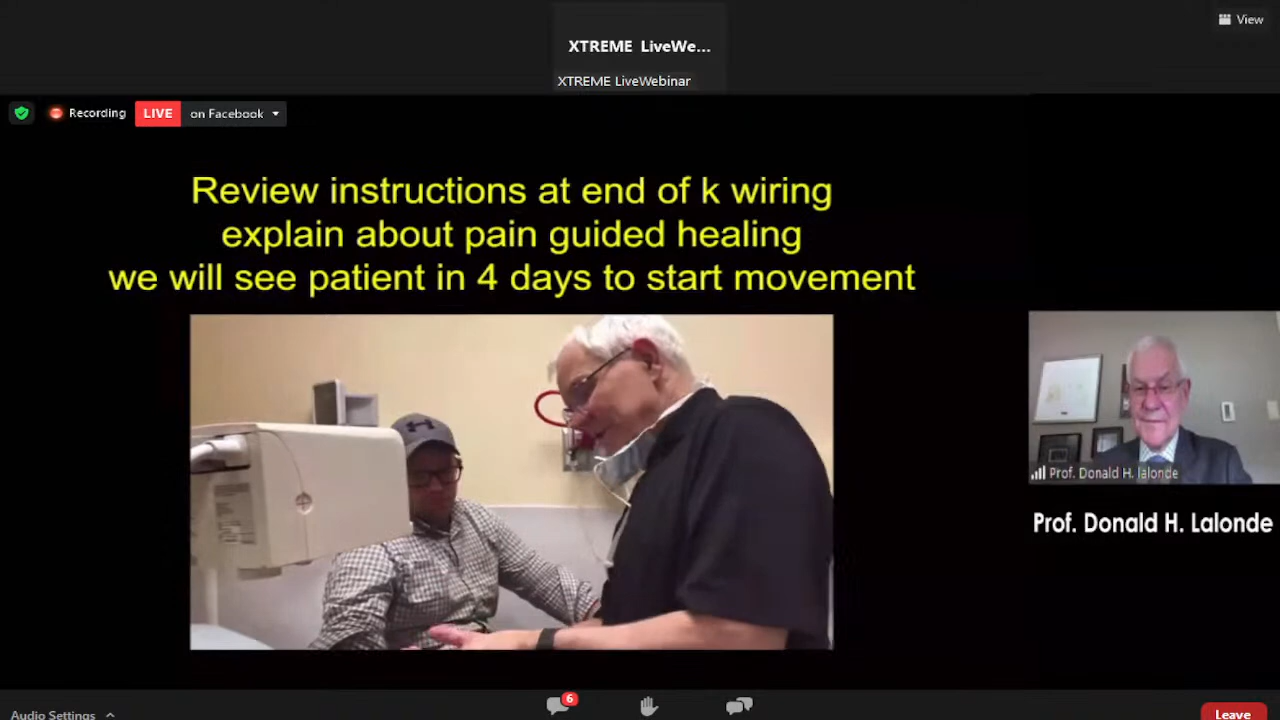 View
XTREME LiveWe...
XTREME LiveWebinar
Recording
LIVE
on Facebook
Review instructions at end of k wiring
explain about pain guided healing
we will see patient in 4 days to start movement
Prof. Donald H. lalonde
Prof. Donald H. Lalonde
6
Audio Settings
Leave